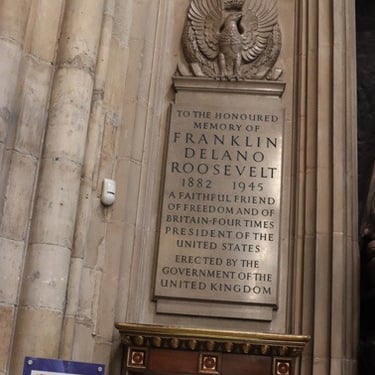 TO THE HONOURED
MEMORY OF
FRANKLIN
DELANO
ROOSEVELT
1882 1945
A FAITHFUL FRIEND
OF FREEDOM AND OF
BRITAIN·FOUR TIMES
PRESIDENT OF THE
UNITED STATES
ERECTED BY THE
GOVERNMENT OF THE
UNITED KINGDOM